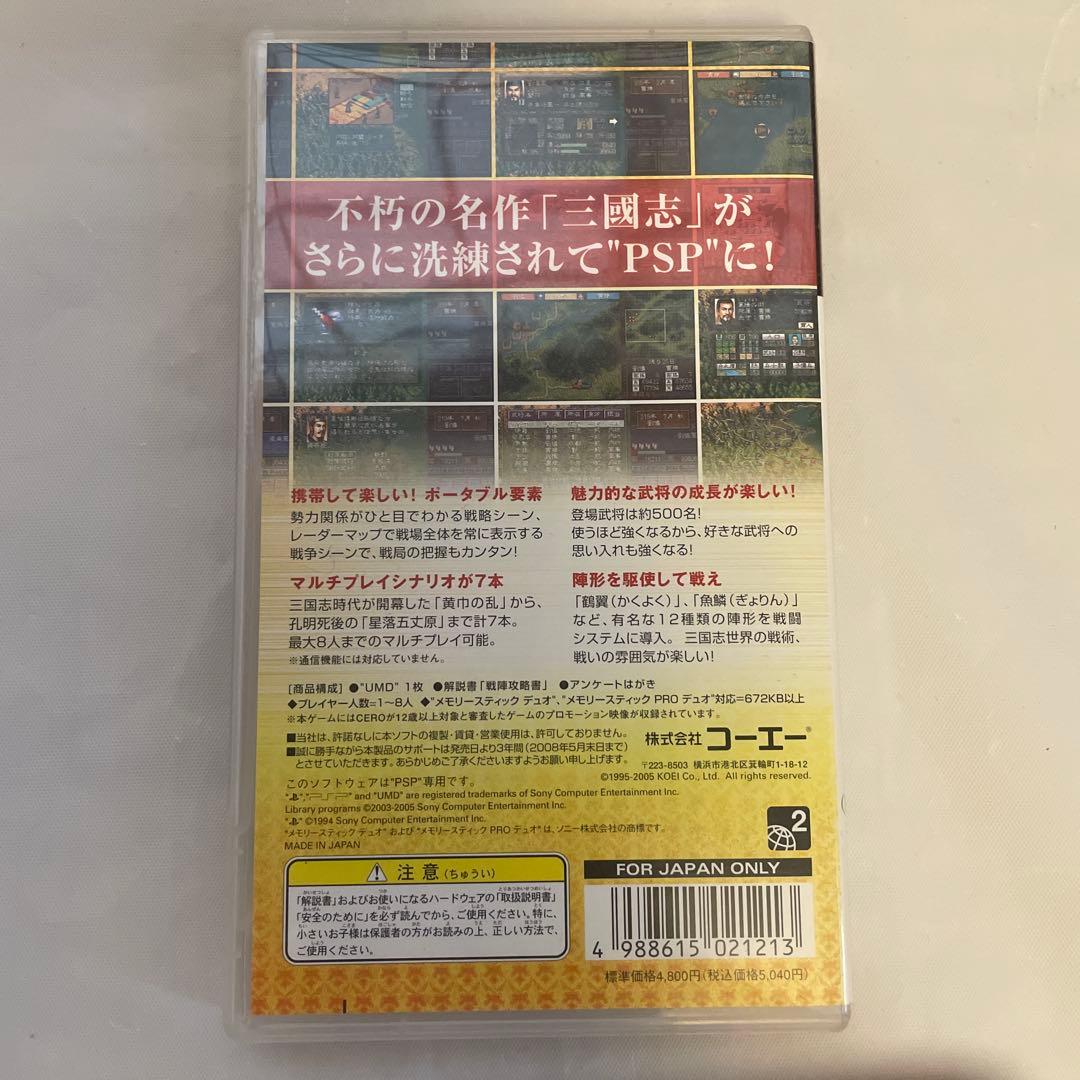 不朽の名作「三國志」が
さらに洗練されて"PSP"に!
携帯して楽しい! ポータブル要素
勢力関係がひと目でわかる戦略シーン、
レーダーマップで戦場全体を常に表示する
戦争シーンで、戦局の把握もカンタン!
魅力的な武将の成長が楽しい!
登場武将は約500名!
使うほど強くなるから、好きな武将への
思い入れも強くなる!
マルチプレイシナリオが7本
三国志時代が開幕した「黄巾の乱」から、
孔明死後の「星落五丈原」まで計7本。
最大8人までのマルチプレイ可能。
※通信機能には対応していません。
陣形を駆使して戦え
「鶴翼(かくよく)」、「魚鱗(ぎょりん)」
など、有名な12種類の陣形を戦闘
システムに導入。三国志世界の戦術、
戦いの雰囲気が楽しい!
[商品構成] ●"UMD" 1枚 ●解説書「戦陣攻略書」 ●アンケートはがき
◆プレイヤー人数=1〜8人 ◆"メモリースティック デュオ"、"メモリースティック PRO デュオ"対応=672KB以上
※本ゲームにはCEROが12歳以上対象と審査したゲームのプロモーション映像が収録されています。
■当社は、許諾なしに本ソフトの複製・賃貸・営業使用は、許可しておりません。
■誠に勝手ながら本製品のサポートは発売日より3年間(2008年5月末日まで)
とさせていただきます。あらかじめご了承くださいますようお願い申し上げます。
株式会社コーエー®
〒223-8503 横浜市港北区箕輪町1-18-12
©1995-2005 KOEI Co., Ltd. All rights reserved.
このソフトウェアは"PSP"専用です。
" ","PSP" and "UMD" are registered trademarks of Sony Computer Entertainment Inc.
Library programs ©2003-2005 Sony Computer Entertainment Inc.
" " ©1994 Sony Computer Entertainment Inc.
"メモリースティック デュオ" および "メモリースティック PRO デュオ" は、ソニー株式会社の商標です。
MADE IN JAPAN
2
注意(ちゅうい)
「解説書」およびお使いになるハードウェアの「取扱説明書」
「安全のために」を必ず読んでから、ご使用ください。特に、
小さいお子様は保護者の方がお読みの上、正しい方法で、
ご使用ください。
FOR JAPAN ONLY
4 988615 021213
標準価格4,800円(税込価格5,040円)